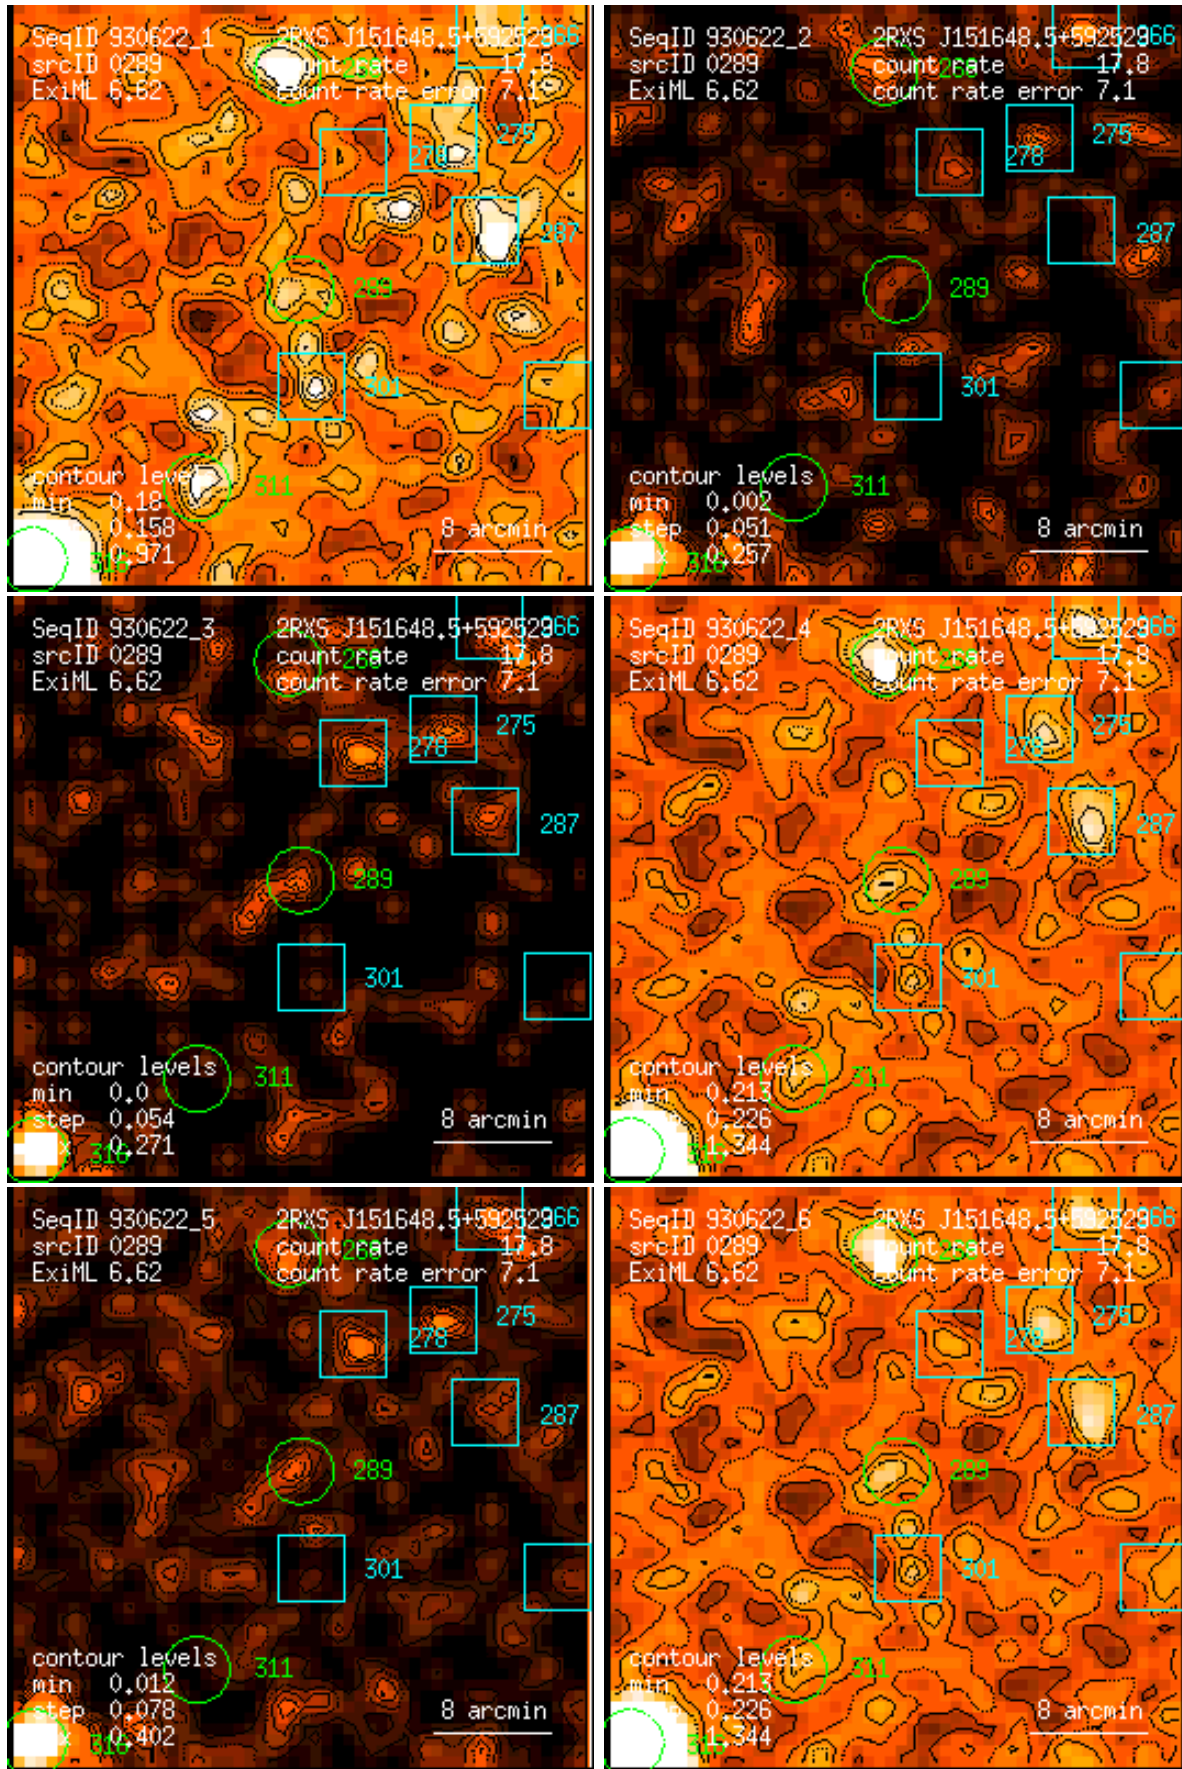 SeqID 930622_1 2RXS J151648.5+592529
srcID 0289 count rate 17.8
ExiML 6.62 count rate error 7.1
275
278
287
289
301
contour levels
311
min 0.18
0.158 8 arcmin
0.971
SeqID 930622_2 2RXS J151648.5+592529
srcID 0289 count rate 17.8
ExiML 6.62 count rate error 7.1
275
278
287
289
301
contour levels
311
min 0.002
step 0.051 8 arcmin
0.257
SeqID 930622_3 2RXS J151648.5+592529
srcID 0289 count rate 17.8
ExiML 6.62 count rate error 7.1
275
278
287
289
301
contour levels
311
min 0.0
step 0.054 8 arcmin
0.271
SeqID 930622_4 2RXS J151648.5+592529
srcID 0289 count rate 17.8
ExiML 6.62 count rate error 7.1
275
278
287
289
301
contour levels
311
min 0.213
0.226 8 arcmin
1.344
SeqID 930622_5 2RXS J151648.5+592529
srcID 0289 count rate 17.8
ExiML 6.62 count rate error 7.1
275
278
287
289
301
contour levels
311
min 0.012
step 0.078 8 arcmin
0.402
SeqID 930622_6 2RXS J151648.5+592529
srcID 0289 count rate 17.8
ExiML 6.62 count rate error 7.1
275
278
287
289
301
contour levels
311
min 0.213
0.226 8 arcmin
1.344